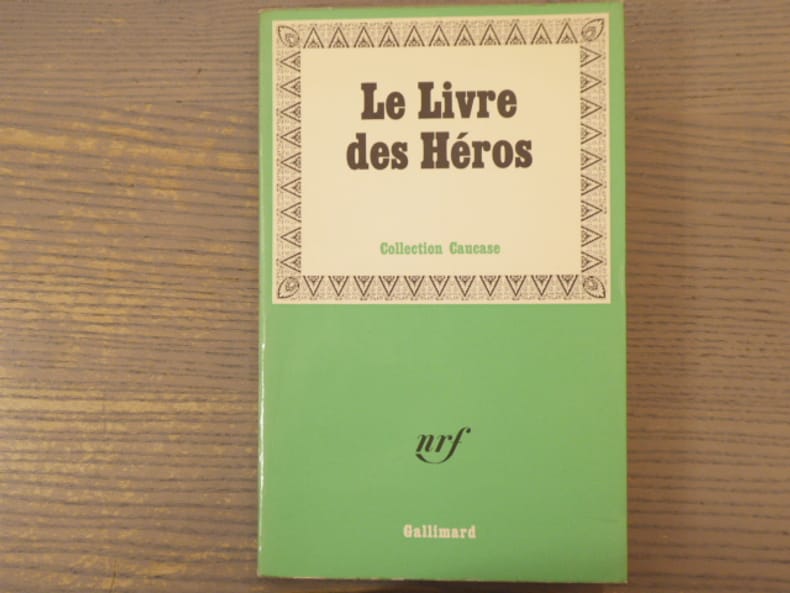 Le Livre
des Héros
Collection Caucase
nrf
Gallimard